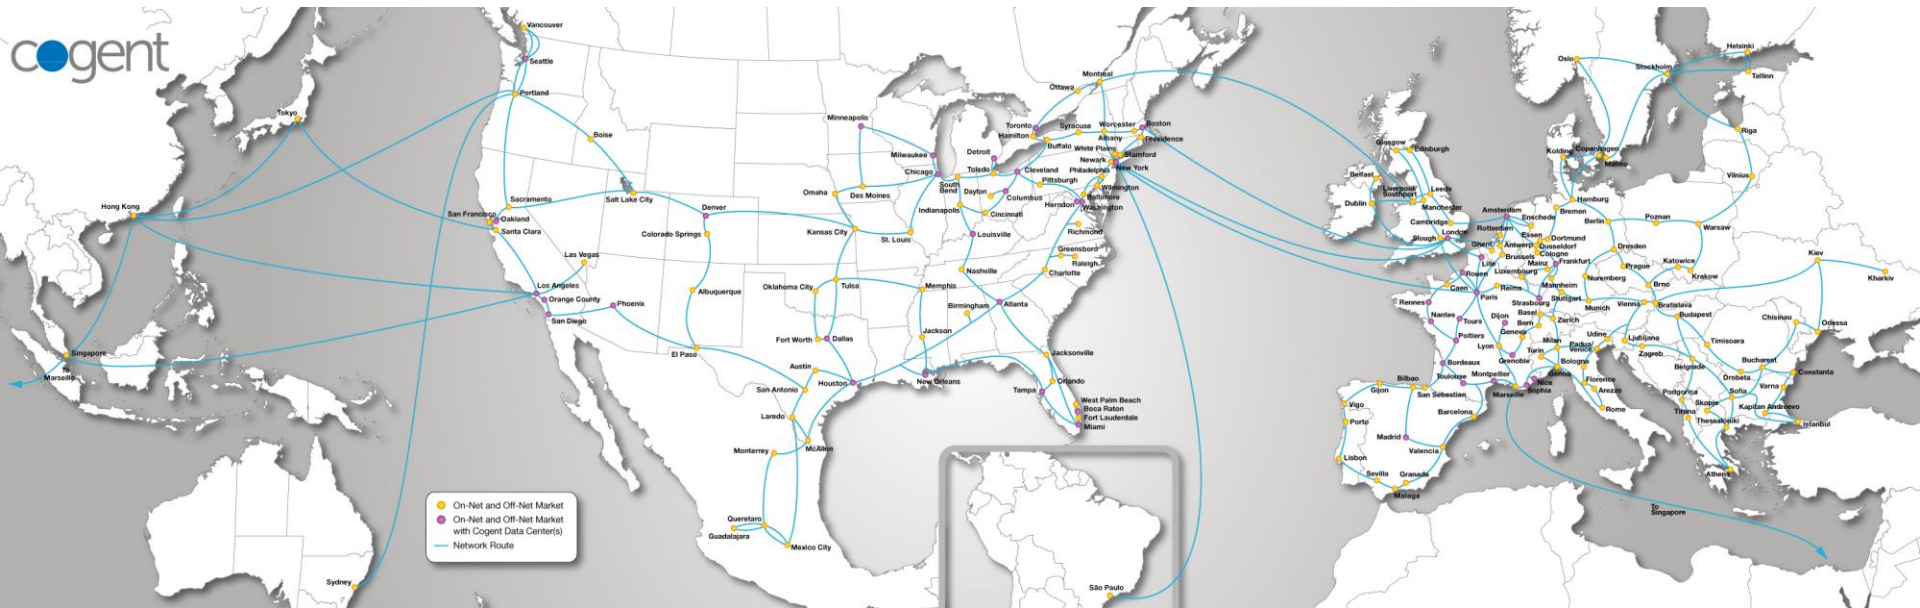 cogent
Vancouver
Seattle
Portland
Boise
Tokyo
Hong Kong
Singapore
To
Marseille
Sydney
Sacramento
San Francisco
Oakland
Santa Clara
Salt Lake City
Las Vegas
Los Angeles
Orange County
San Diego
Phoenix
Denver
Colorado Springs
Albuquerque
El Paso
Minneapolis
Milwaukee
Chicago
Omaha
Des Moines
Kansas City
St. Louis
Oklahoma City
Tulsa
Memphis
Jackson
Fort Worth
Dallas
Austin
San Antonio
Houston
Laredo
McAllen
Monterrey
Queretaro
Guadalajara
Mexico City
New Orleans
Montreal
Ottawa
Toronto
Hamilton
Buffalo
Syracuse
Albany
Worcester
Boston
Providence
White Plains
Stamford
Newark
New York
Philadelphia
Wilmington
Baltimore
Herndon
Washington
Detroit
Toledo
Cleveland
Pittsburgh
South
Bend
Dayton
Columbus
Indianapolis
Cincinnati
Louisville
Nashville
Richmond
Greensboro
Raleigh
Charlotte
Birmingham
Atlanta
Jacksonville
Orlando
Tampa
West Palm Beach
Boca Raton
Fort Lauderdale
Miami
São Paulo
On-Net and Off-Net Market
On-Net and Off-Net Market
with Cogent Data Center(s)
Network Route
Glasgow
Edinburgh
Belfast
Dublin
Liverpool/
Southport
Leeds
Manchester
Cambridge
London
Slough
Oslo
Stockholm
Helsinki
Tallinn
Riga
Vilnius
Kolding
Copenhagen
Malmo
Hamburg
Bremen
Berlin
Poznan
Warsaw
Amsterdam
Rotterdam
Enschede
Essen
Dortmund
Dusseldorf
Cologne
Ghent
Antwerp
Brussels
Lille
Mainz
Frankfurt
Luxembourg
Mannheim
Rouen
Caen
Paris
Reims
Strasbourg
Stuttgart
Nuremberg
Munich
Dresden
Prague
Katowice
Krakow
Brno
Vienna
Bratislava
Budapest
Kiev
Kharkiv
Chisinau
Odessa
Rennes
Nantes
Tours
Poitiers
Dijon
Basel
Bern
Zurich
Geneva
Lyon
Grenoble
Turin
Milan
Padua/
Venice
Udine
Ljubljana
Zagreb
Bologna
Genoa
Florence
Arezzo
Rome
Bordeaux
Toulouse
Montpellier
Marseille
Nice
Sophia
Bilbao
Gijon
San Sebastian
Vigo
Porto
Lisbon
Madrid
Barcelona
Valencia
Sevilla
Granada
Malaga
Timisoara
Belgrade
Bucharest
Drobeta
Constanta
Varna
Sofia
Podgorica
Skopje
Tirana
Kapitan Andreevo
Thessaloniki
Istanbul
Athens
To
Singapore